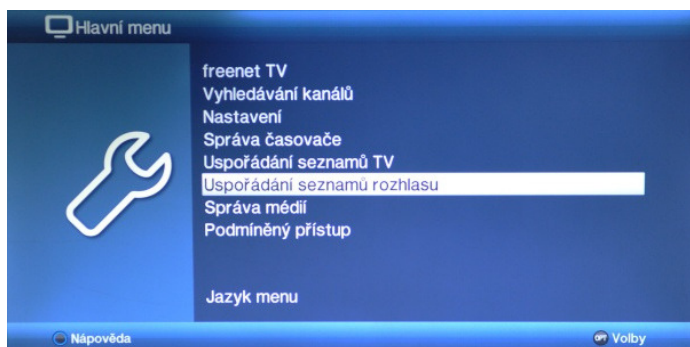 Hlavní menu
freenet TV
Vyhledávání kanálů
Nastavení
Správa časovače
Uspořádání seznamů TV
Uspořádání seznamů rozhlasu
Správa médií
Podmíněný přístup
Jazyk menu
Nápověda
OPT Volby